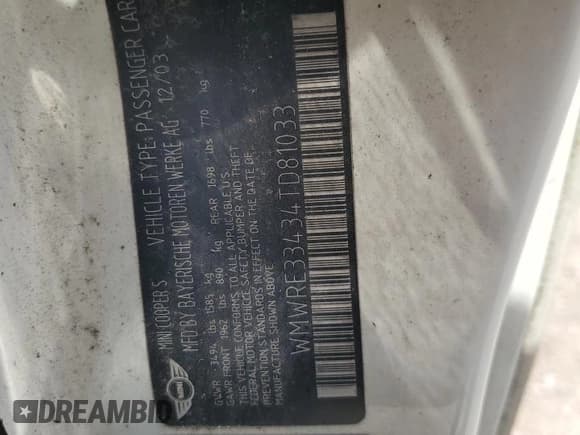 MINI COOPER S VEHICLE TYPE: PASSENGER CAR
MFD BY BAYERISCHE MOTOREN WERKE AG 12/03
GVWR 3494 lbs 1585 kg
GAWR FRONT 1962 lbs 890 kg REAR 1698 lbs 770 kg
THIS VEHICLE CONFORMS TO ALL APPLICABLE U.S.
FEDERAL MOTOR VEHICLE SAFETY, BUMPER AND THEFT
PREVENTION STANDARDS IN EFFECT ON THE DATE OF
MANUFACTURE SHOWN ABOVE.
WMWRE33434TD81033
DREAMBID